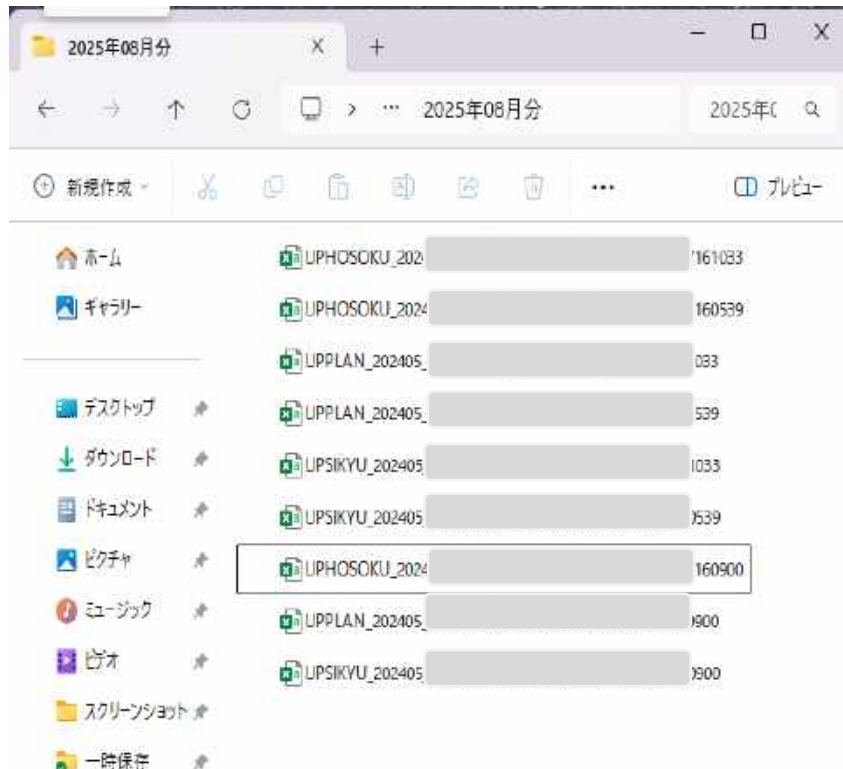 2025年08月分
2025年08月分
2025年
新規作成
プレビュー
ホーム
ギャラリー
デスクトップ
ダウンロード
ドキュメント
ピクチャ
ミュージック
ビデオ
スクリーンショット
一時保存
UPHOSOKU_202 161033
UPHOSOKU_2024 160539
UPPLAN_202405_ 033
UPPLAN_202405_ 539
UPSIKYU_202405 1033
UPSIKYU_202405 0539
UPHOSOKU_2024 160900
UPPLAN_202405_ 0900
UPSIKYU_202405 0900